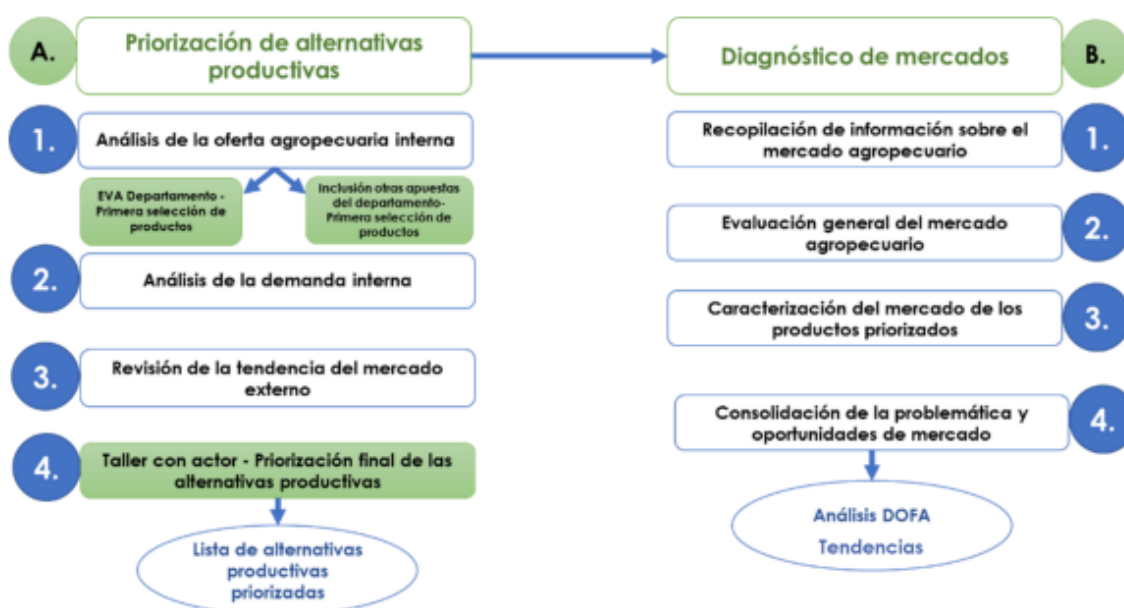 A.
Priorización de alternativas
productivas
1.
Análisis de la oferta agropecuaria interna
EVA Departamento -
Primera selección de
productos
Inclusión otras apuestas
del departamento-
Primera selección de
productos
2.
Análisis de la demanda interna
3.
Revisión de la tendencia del mercado
externo
4.
Taller con actor - Priorización final de las
alternativas productivas
Lista de alternativas
productivas
priorizadas
Diagnóstico de mercados
B.
Recopilación de información sobre el
mercado agropecuario
1.
Evaluación general del mercado
agropecuario
2.
Caracterización del mercado de los
productos priorizados
3.
Consolidación de la problemática y
oportunidades de mercado
4.
Análisis DOFA
Tendencias